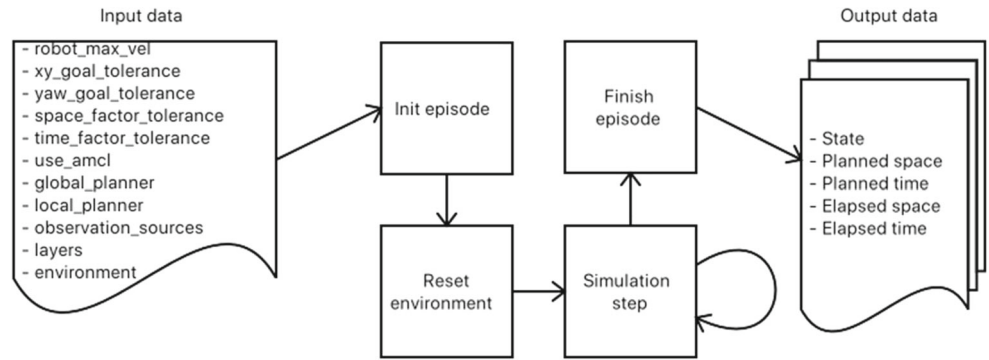 Input data
- robot_max_vel
- xy_goal_tolerance
- yaw_goal_tolerance
- space_factor_tolerance
- time_factor_tolerance
- use_amcl
- global_planner
- local_planner
- observation_sources
- layers
- environment
Init episode
Reset
environment
Simulation
step
Finish
episode
Output data
- State
- Planned space
- Planned time
- Elapsed space
- Elapsed time